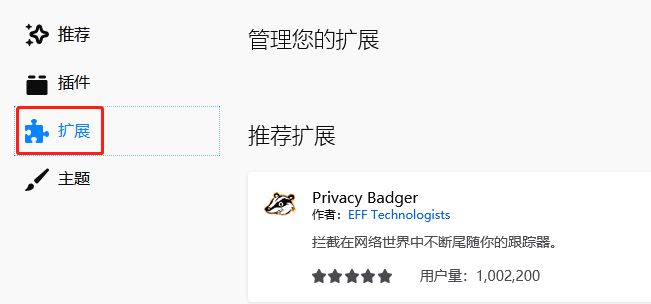 推荐
插件
扩展
主题
管理您的扩展
推荐扩展
Privacy Badger
作者：EFF Technologists
拦截在网络世界中不断尾随你的跟踪器。
用户量：1,002,200